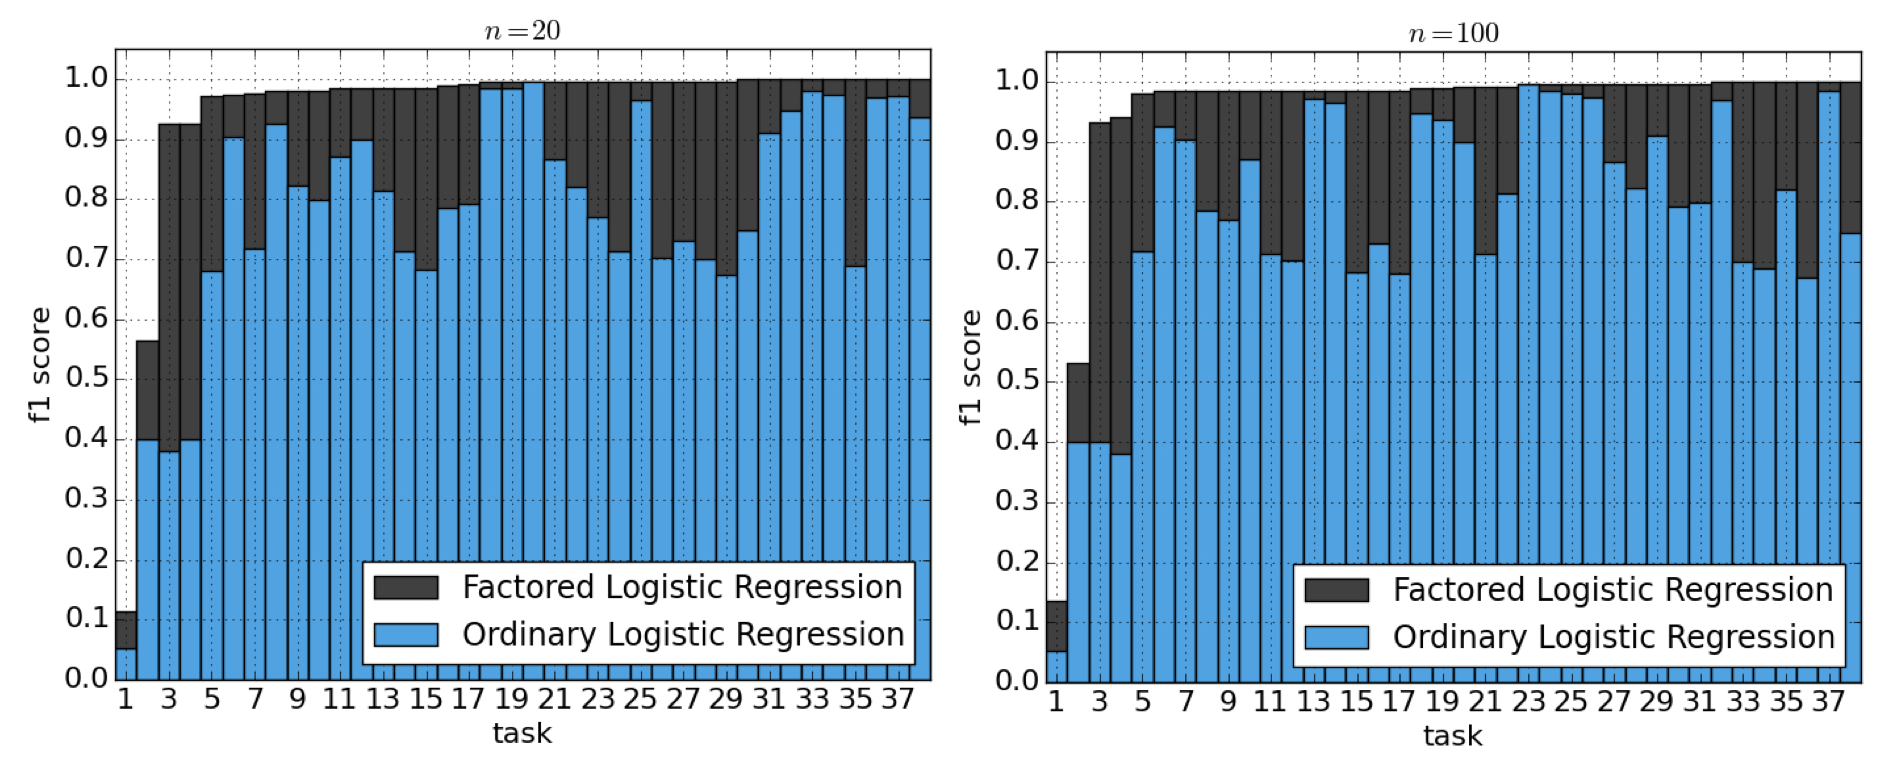 n = 20
f1 score
1.0
0.9
0.8
0.7
0.6
0.5
0.4
0.3
0.2
0.1
0.0
Factored Logistic Regression
Ordinary Logistic Regression
1 3 5 7 9 11 13 15 17 19 21 23 25 27 29 31 33 35 37
task
n = 100
f1 score
1.0
0.9
0.8
0.7
0.6
0.5
0.4
0.3
0.2
0.1
0.0
Factored Logistic Regression
Ordinary Logistic Regression
1 3 5 7 9 11 13 15 17 19 21 23 25 27 29 31 33 35 37
task